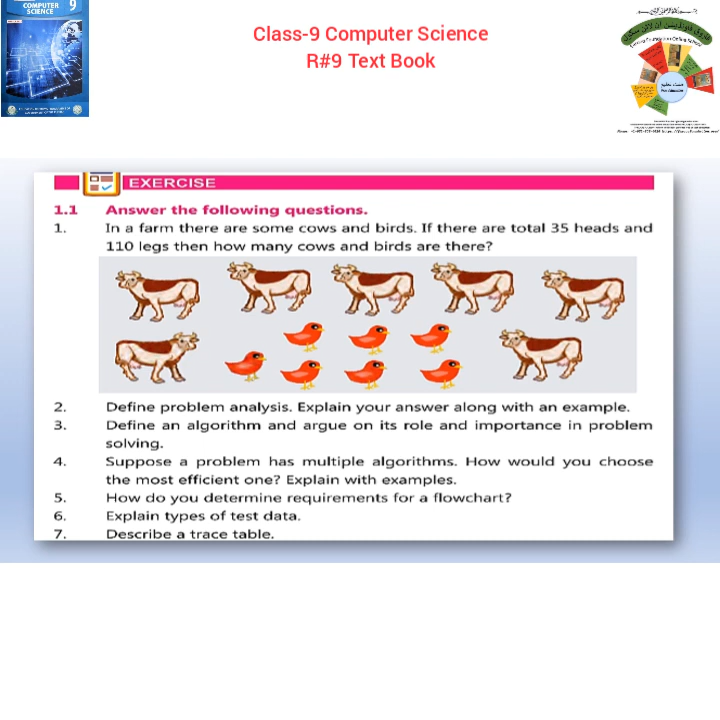 COMPUTER 9
SCIENCE
Class-9 Computer Science
R#9 Text Book
EXERCISE
1.1 Answer the following questions.
1. In a farm there are some cows and birds. If there are total 35 heads and
110 legs then how many cows and birds are there?
2. Define problem analysis. Explain your answer along with an example.
3. Define an algorithm and argue on its role and importance in problem
solving.
4. Suppose a problem has multiple algorithms. How would you choose
the most efficient one? Explain with examples.
5. How do you determine requirements for a flowchart?
6. Explain types of test data.
7. Describe a trace table.